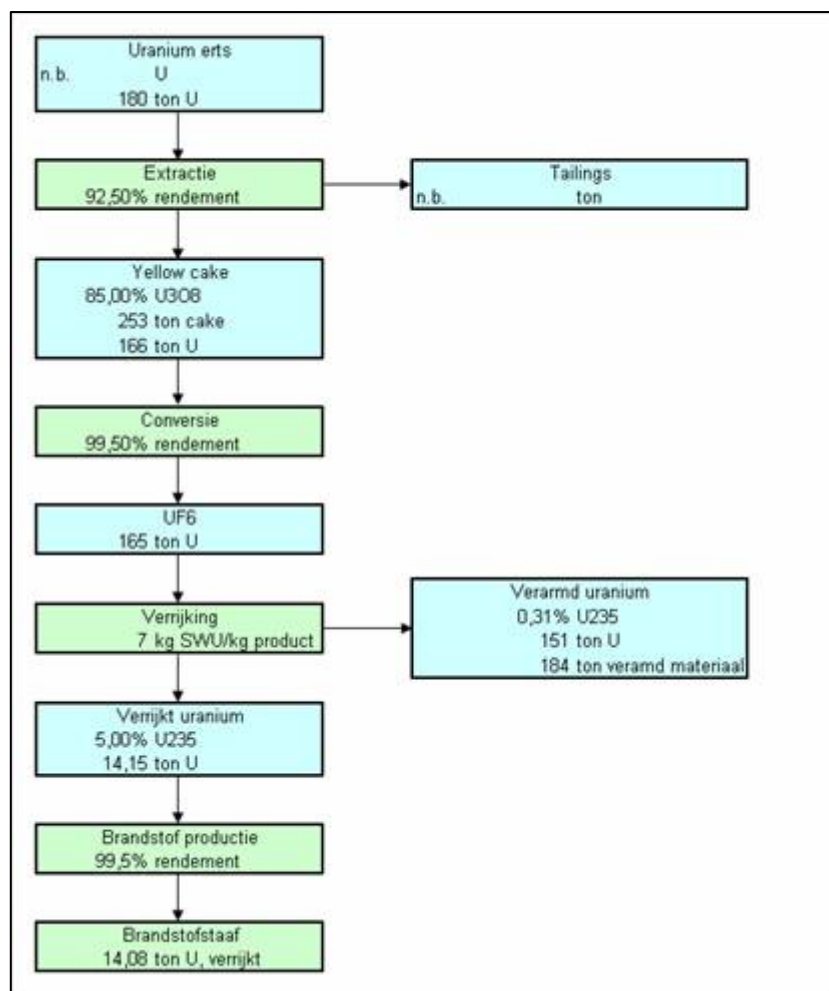 Uranium erts
n.b. U
180 ton U
Extractie
92,50% rendement
Tailings
n.b. ton
Yellow cake
85,00% U3O8
253 ton cake
166 ton U
Conversie
99,50% rendement
UF6
165 ton U
Verrijking
7 kg SWU/kg product
Verarmd uranium
0,31% U235
151 ton U
184 ton veramd materiaal
Verrijkt uranium
5,00% U235
14,15 ton U
Brandstof productie
99,5% rendement
Brandstofstaaf
14,08 ton U, verrijkt